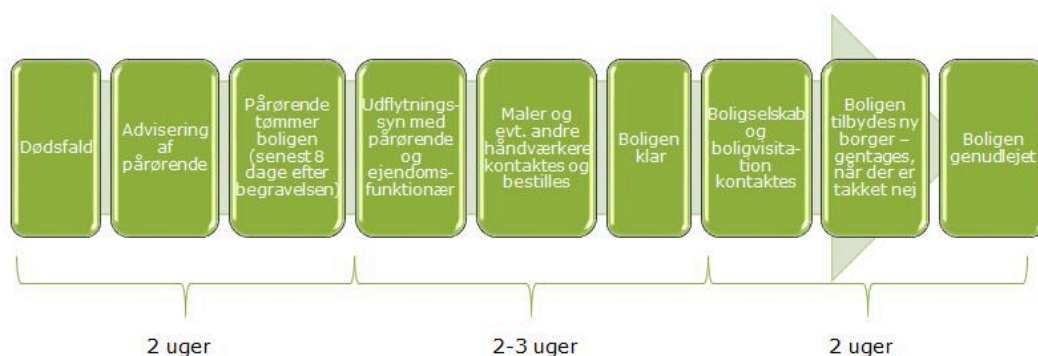 Dødsfald
Advisering
af
pårørende
Pårørende
tømmer
boligen
(senest 8
dage efter
begravelsen)
Udflytnings-
syn med
pårørende
og
ejendoms-
funktionær
Maler og
evt. andre
håndværkere
kontaktes og
bestilles
Boligen
klar
Boligselskab
og
boligvisita-
tion
kontaktes
Boligen
tilbydes ny
borger –
gentages,
når der er
takket nej
Boligen
genudlejet
2 uger
2-3 uger
2 uger